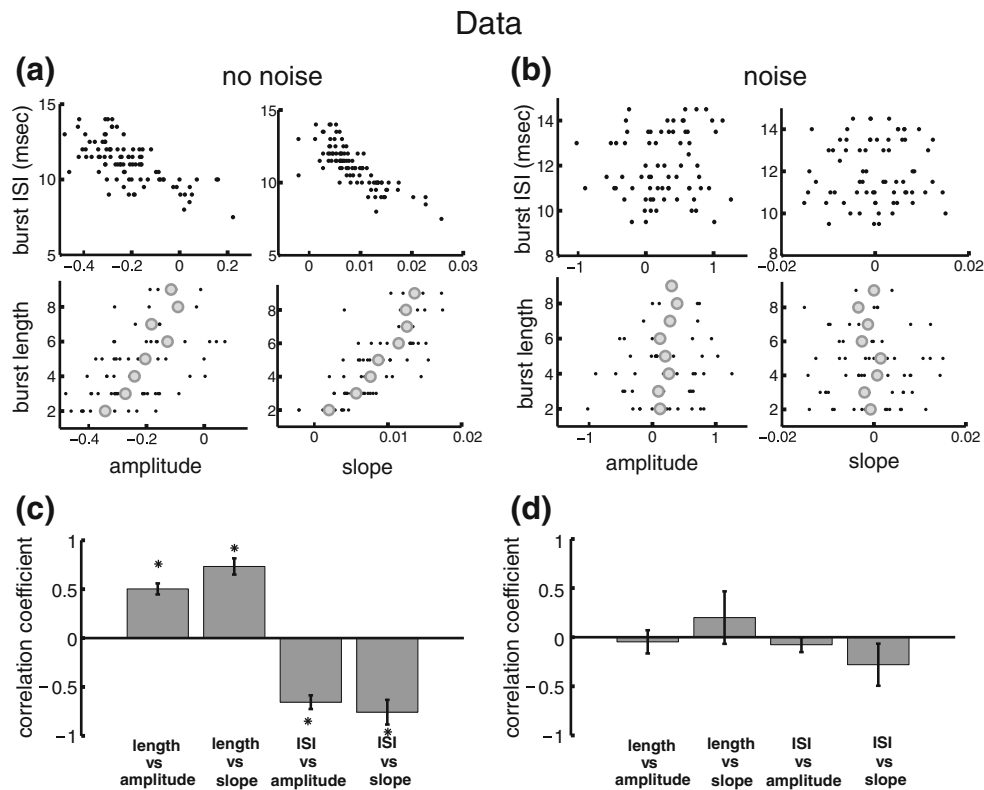 Data
(a)
no noise
(b)
noise
burst ISI (msec)
15
10
5
−0.4
−0.2
0
0.2
15
10
5
0
0.01
0.02
0.03
14
12
10
8
−1
0
1
14
12
10
8
−0.02
0
0.02
burst ISI (msec)
burst length
8
6
4
2
−0.4
−0.2
0
amplitude
8
6
4
2
0
0.01
0.02
slope
burst length
8
6
4
2
−1
0
1
amplitude
8
6
4
2
−0.02
0
0.02
slope
(c)
correlation coefficient
1
0.5
0
−0.5
−1
*
*
*
*
length vs amplitude
length vs slope
ISI vs amplitude
ISI vs slope
(d)
correlation coefficient
1
0.5
0
−0.5
−1
length vs amplitude
length vs slope
ISI vs amplitude
ISI vs slope